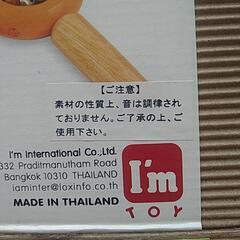 【ご注意】
素材の性質上、音は調律され
ておりません。ご了承の上、ご
使用下さい。
I'm International Co.,Ltd.
332 Praditmanutham Road
Bangkok 10310 THAILAND
iaminter@loxinfo.co.th
MADE IN THAILAND
I'm
TOY